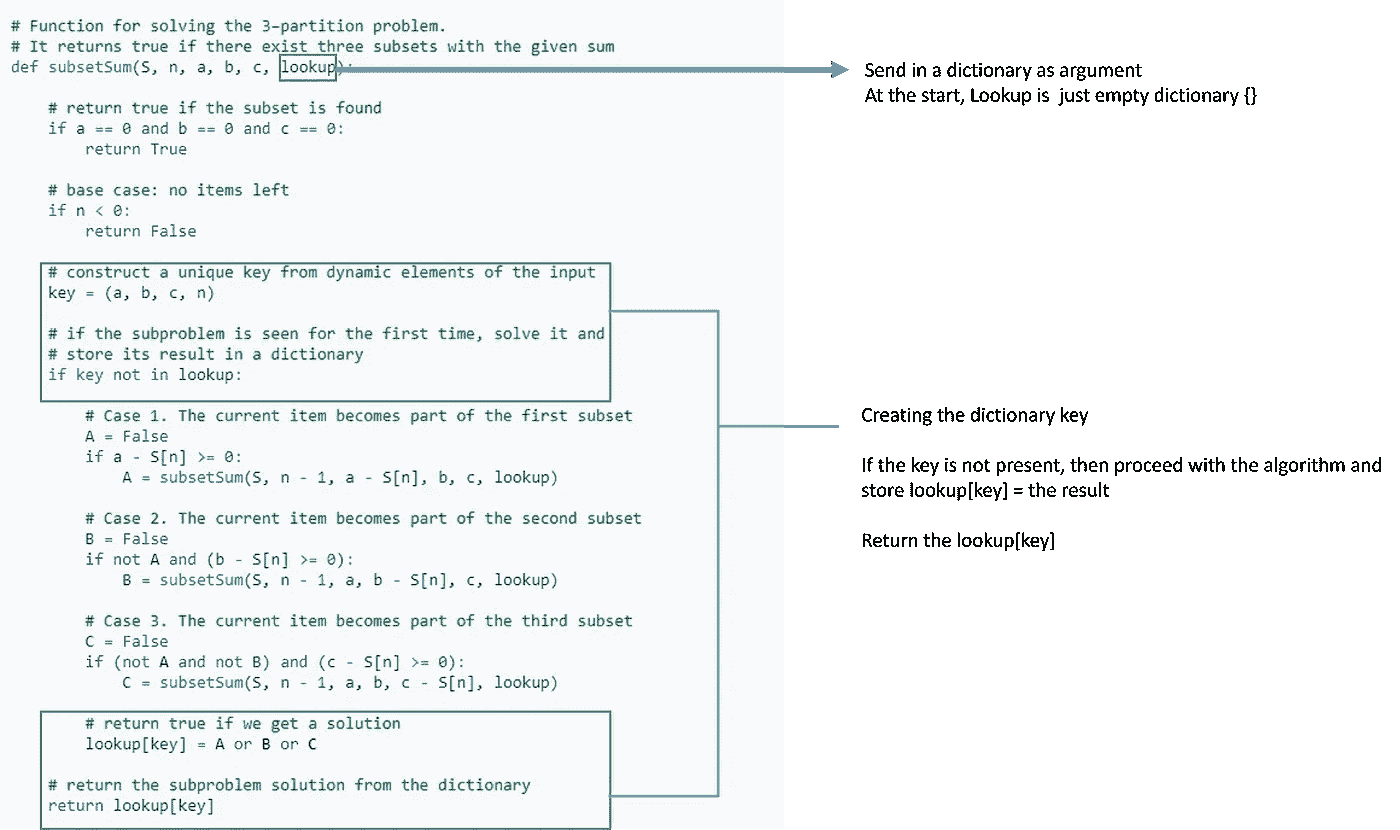 # Function for solving the 3-partition problem.
# It returns true if there exist three subsets with the given sum
def subsetSum(S, n, a, b, c, lookup):
    # return true if the subset is found
    if a == 0 and b == 0 and c == 0:
        return True
    # base case: no items left
    if n < 0:
        return False
    # construct a unique key from dynamic elements of the input
    key = (a, b, c, n)
    # if the subproblem is seen for the first time, solve it and
    # store its result in a dictionary
    if key not in lookup:
        # Case 1. The current item becomes part of the first subset
        A = False
        if a - S[n] >= 0:
            A = subsetSum(S, n - 1, a - S[n], b, c, lookup)
        # Case 2. The current item becomes part of the second subset
        B = False
        if not A and (b - S[n] >= 0):
            B = subsetSum(S, n - 1, a, b - S[n], c, lookup)
        # Case 3. The current item becomes part of the third subset
        C = False
        if (not A and not B) and (c - S[n] >= 0):
            C = subsetSum(S, n - 1, a, b, c - S[n], lookup)
        # return true if we get a solution
        lookup[key] = A or B or C
    # return the subproblem solution from the dictionary
    return lookup[key]
Send in a dictionary as argument
At the start, Lookup is just empty dictionary {}
Creating the dictionary key
If the key is not present, then proceed with the algorithm and
store lookup[key] = the result
Return the lookup[key]